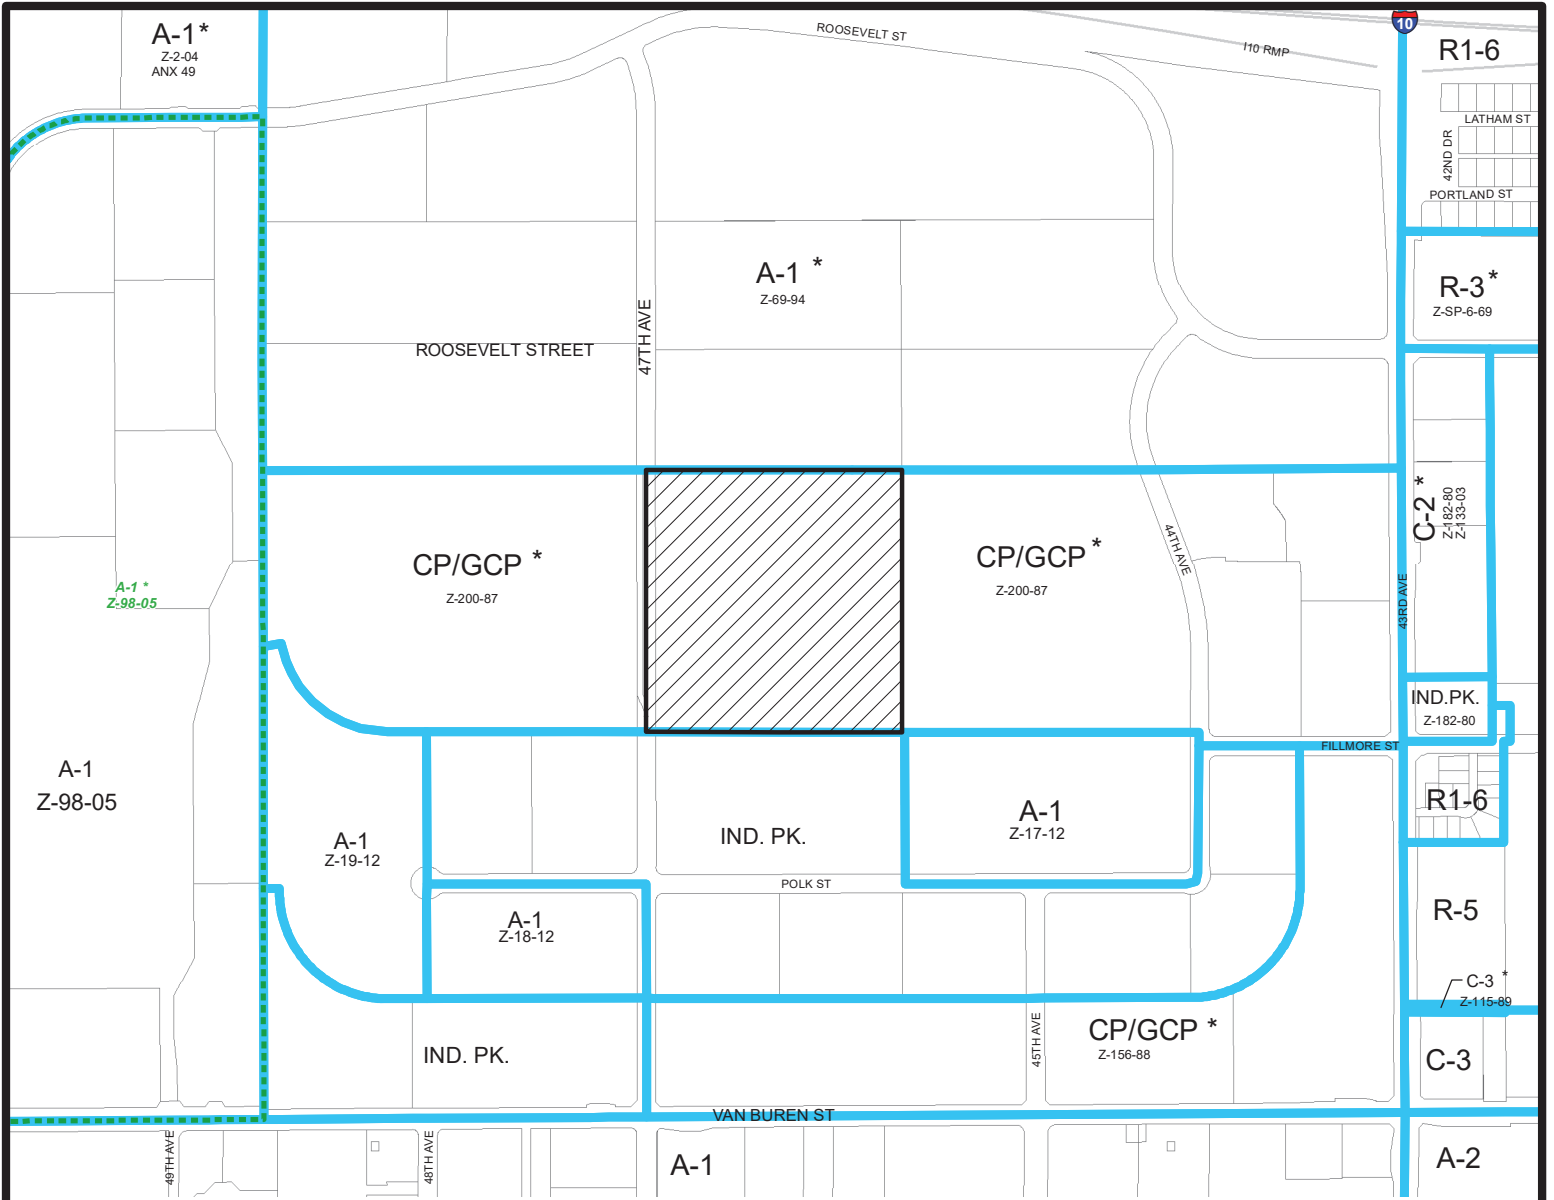 A-1 *
Z-2-04
ANX 49
ROOSEVELT ST
I10 RMP
10
R1-6
LATHAM ST
42ND DR
PORTLAND ST
A-1 *
Z-69-94
R-3 *
Z-SP-6-69
47TH AVE
ROOSEVELT STREET
CP/GCP *
Z-200-87
CP/GCP *
Z-200-87
44TH AVE
C-2 *
Z-182-80
Z-133-03
43RD AVE
A-1 *
Z-98-05
IND.PK.
Z-182-80
FILLMORE ST
A-1
Z-98-05
A-1
Z-19-12
IND. PK.
A-1
Z-17-12
R1-6
POLK ST
A-1
Z-18-12
R-5
C-3 *
Z-115-89
IND. PK.
45TH AVE
CP/GCP *
Z-156-88
C-3
VAN BUREN ST
49TH AVE
48TH AVE
A-1
A-2